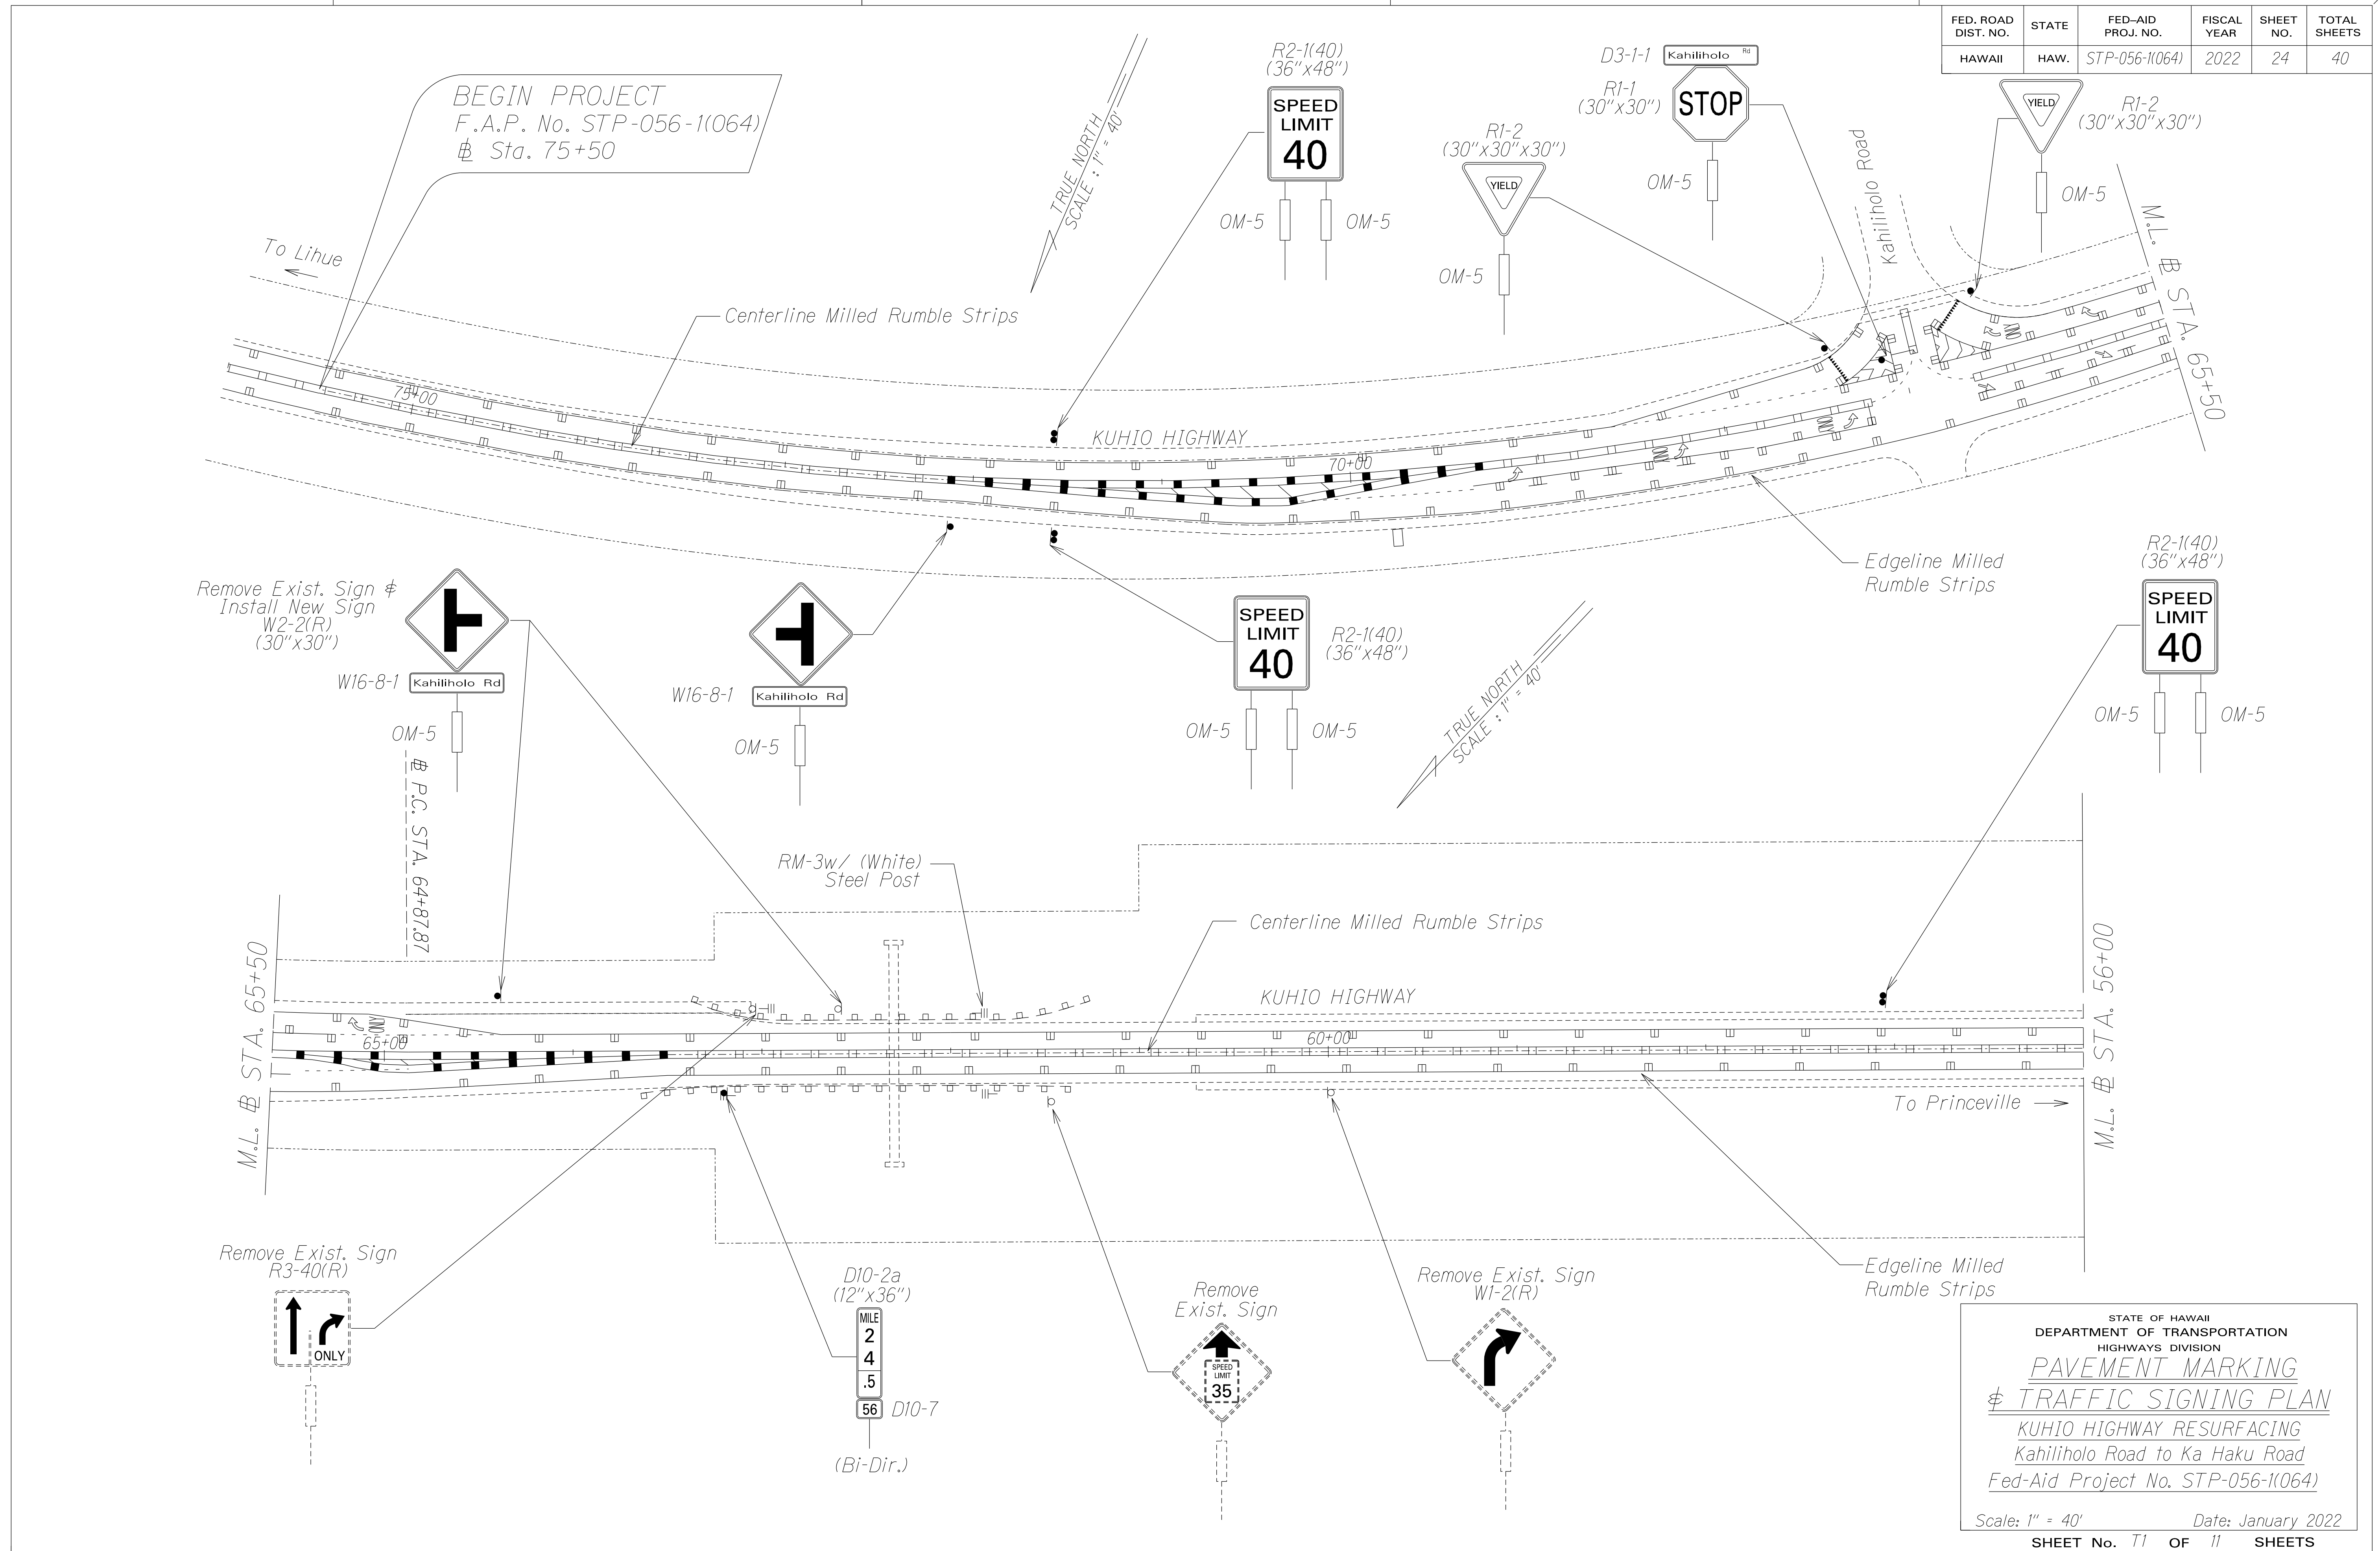 FED. ROAD DIST. NO.
STATE
FED-AID PROJ. NO.
FISCAL YEAR
SHEET NO.
TOTAL SHEETS
HAWAII
HAW.
STP-056-1(064)
2022
24
40
BEGIN PROJECT
F.A.P. No. STP-056-1(064)
℄ Sta. 75+50
TRUE NORTH
SCALE : 1" = 40'
R2-1(40)
(36"x48")
SPEED
LIMIT
40
OM-5
OM-5
R1-2
(30"x30"x30")
YIELD
OM-5
D3-1-1
Kahiliholo Rd
R1-1
(30"x30")
STOP
OM-5
Kahiliholo Road
YIELD
R1-2
(30"x30"x30")
OM-5
To Lihue
Centerline Milled Rumble Strips
75+00
KUHIO HIGHWAY
70+00
ONLY
ONLY
ONLY
M.L. ℄ STA. 65+50
Edgeline Milled
Rumble Strips
Remove Exist. Sign &
Install New Sign
W2-2(R)
(30"x30")
W16-8-1
Kahiliholo Rd
OM-5
W16-8-1
Kahiliholo Rd
OM-5
SPEED
LIMIT
40
R2-1(40)
(36"x48")
OM-5
OM-5
TRUE NORTH
SCALE : 1" = 40'
R2-1(40)
(36"x48")
SPEED
LIMIT
40
OM-5
OM-5
℄ P.C. STA. 64+87.87
RM-3w/ (White)
Steel Post
Centerline Milled Rumble Strips
M.L. ℄ STA. 65+50
ONLY
65+00
KUHIO HIGHWAY
60+00
To Princeville
M.L. ℄ STA. 56+00
Remove Exist. Sign
R3-40(R)
ONLY
D10-2a
(12"x36")
MILE
2
4
.5
56
D10-7
(Bi-Dir.)
Remove
Exist. Sign
SPEED
LIMIT
35
Remove Exist. Sign
W1-2(R)
Edgeline Milled
Rumble Strips
STATE OF HAWAII
DEPARTMENT OF TRANSPORTATION
HIGHWAYS DIVISION
PAVEMENT MARKING
& TRAFFIC SIGNING PLAN
KUHIO HIGHWAY RESURFACING
Kahiliholo Road to Ka Haku Road
Fed-Aid Project No. STP-056-1(064)
Scale: 1" = 40'
Date: January 2022
SHEET No. T1 OF 11 SHEETS